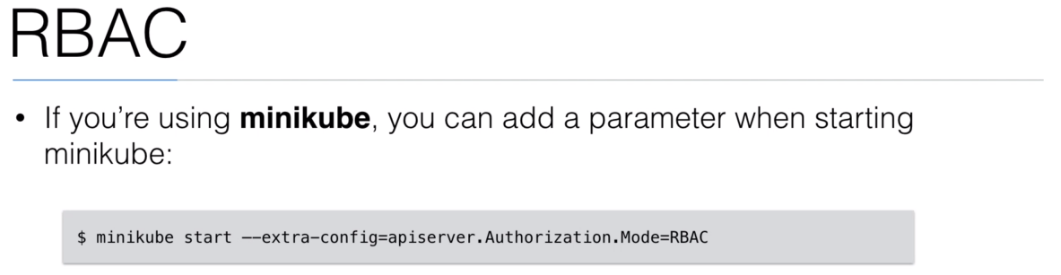 RBAC
• If you’re using minikube, you can add a parameter when starting
minikube:
$ minikube start --extra-config=apiserver.Authorization.Mode=RBAC